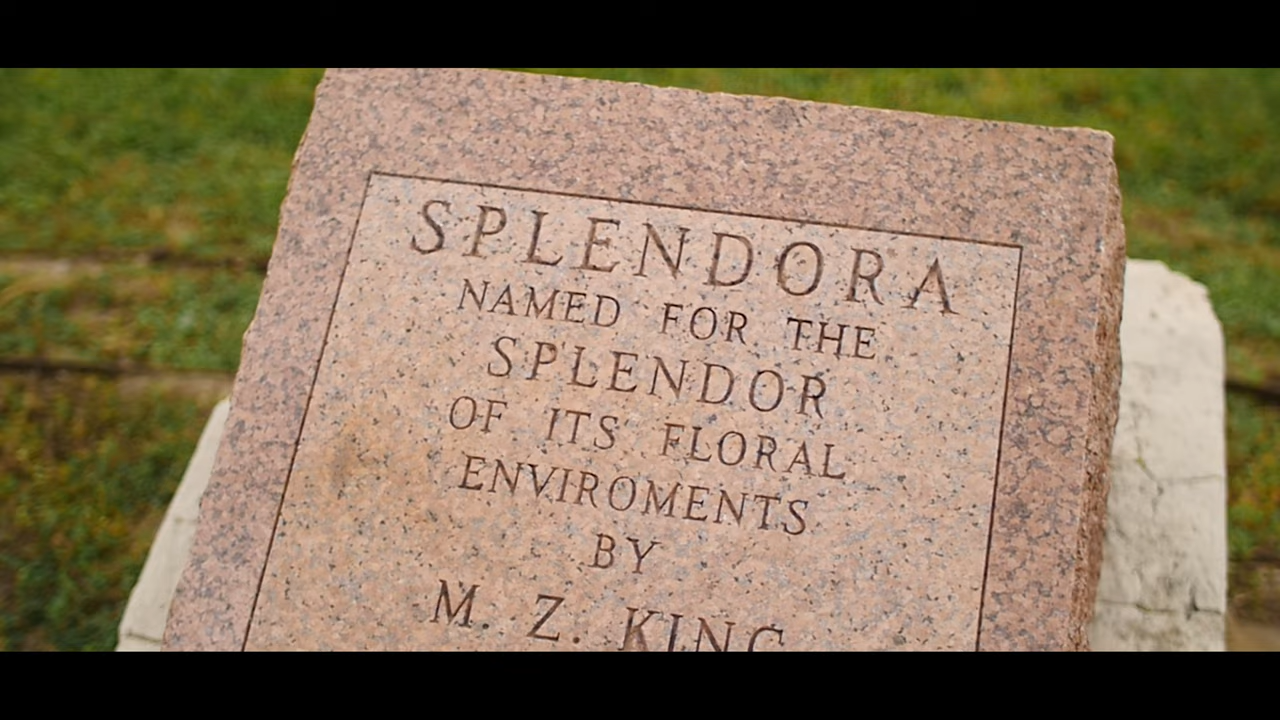 SPLENDORA
NAMED FOR THE
SPLENDOR
OF ITS FLORAL
ENVIROMENTS
BY
M. Z. KING